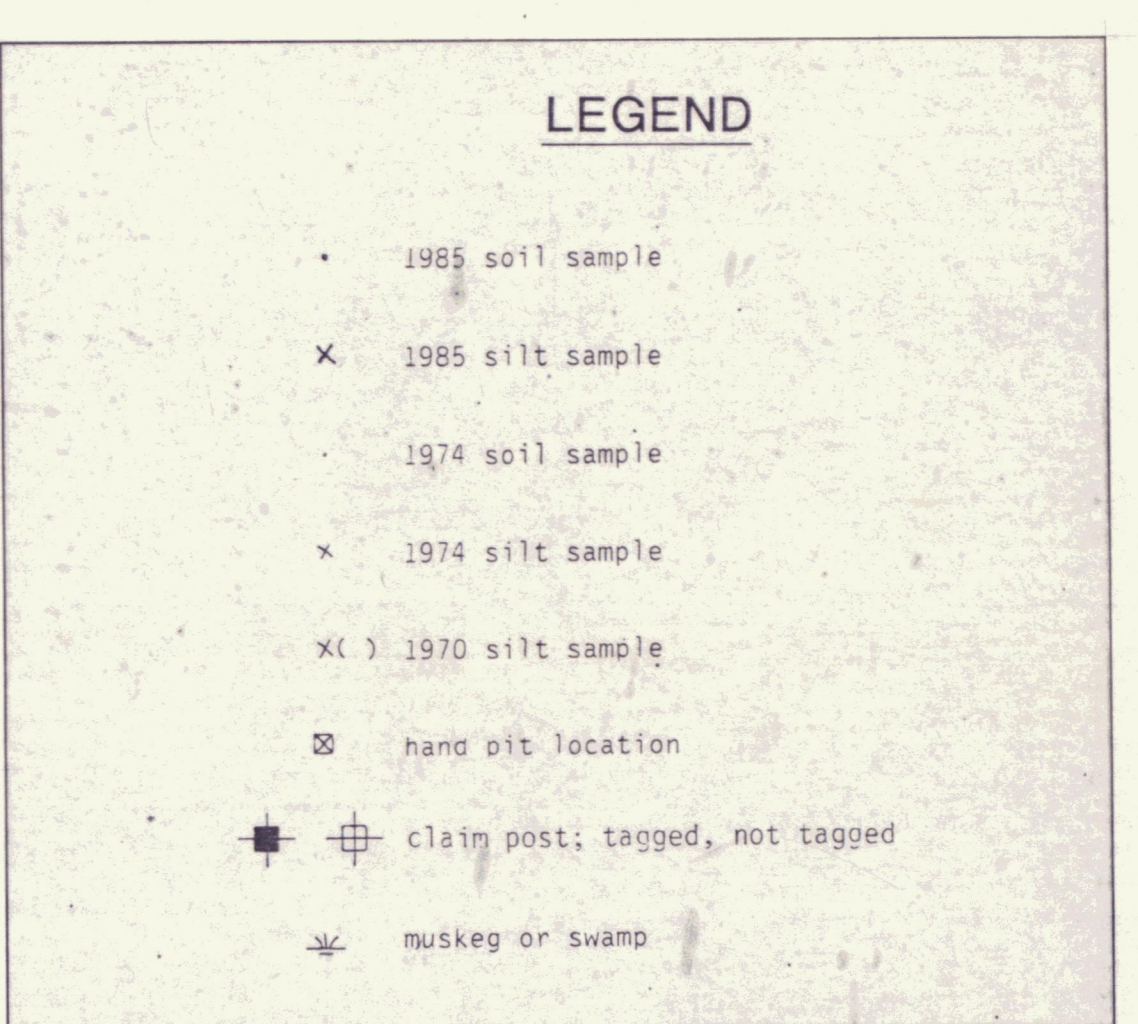 LEGEND
1985 soil sample
1985 silt sample
1974 soil sample
1974 silt sample
x( ) 1970 silt sample
hand pit location
claim post; tagged, not tagged
muskeg or swamp